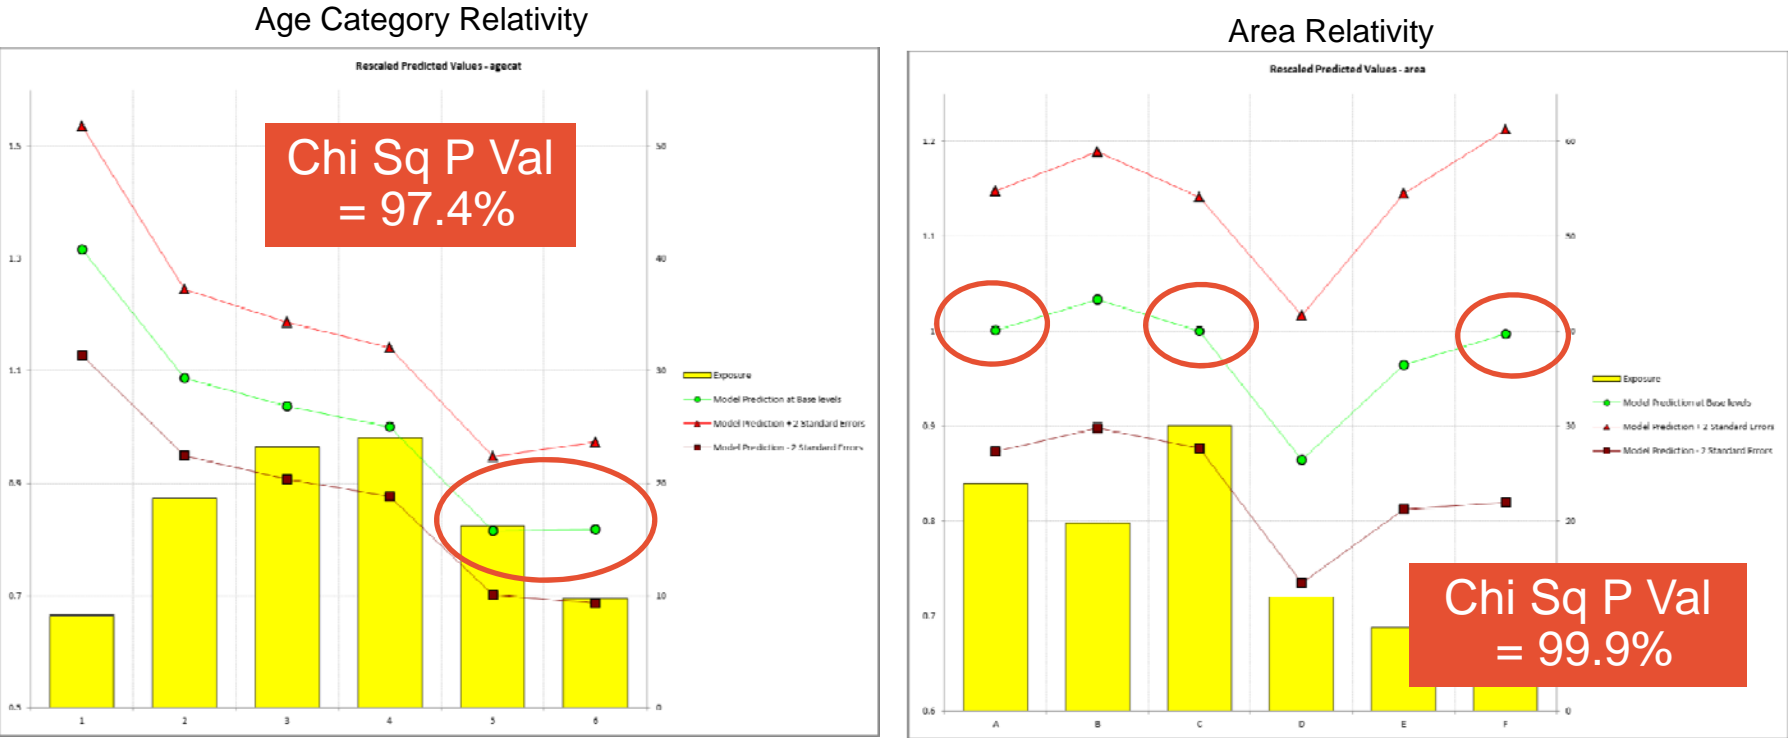 Age Category Relativity
Rescaled Predicted Values - agecat
Chi Sq P Val
= 97.4%
1.5
1.3
1.1
0.9
0.7
0.5
50
40
30
20
10
0
1 2 3 4 5 6
Exposure
Model Prediction at Base levels
Model Prediction + 2 Standard Errors
Model Prediction - 2 Standard Errors
Area Relativity
Rescaled Predicted Values - area
1.2
1.1
1
0.9
0.8
0.7
0.6
60
50
30
20
0
A B C D E F
Exposure
Model Prediction at Base levels
Model Prediction + 2 Standard Errors
Model Prediction - 2 Standard Errors
Chi Sq P Val
= 99.9%